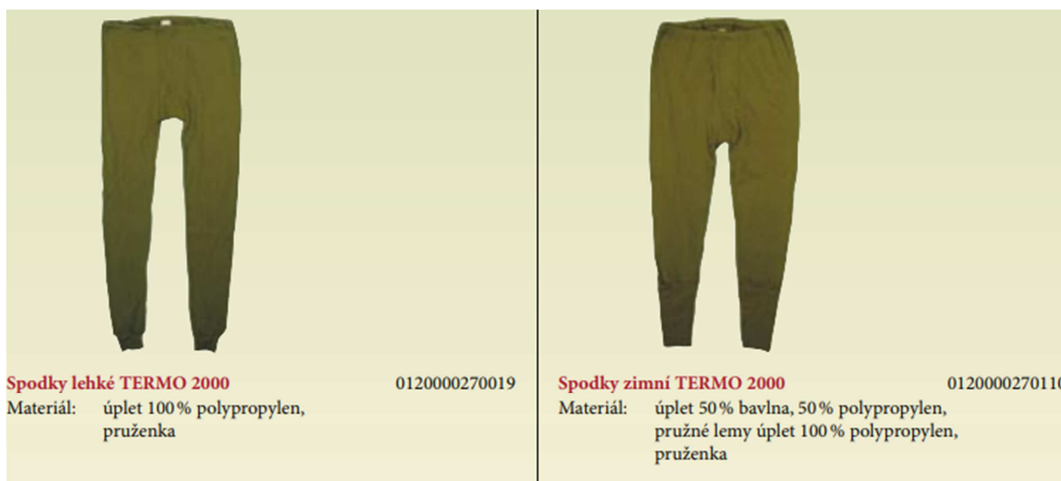 Spodky lehké TERMO 2000 0120000270019
Materiál: úplet 100 % polypropylen,
pruženka
Spodky zimní TERMO 2000 0120000270110
Materiál: úplet 50 % bavlna, 50 % polypropylen,
pružné lemy úplet 100 % polypropylen,
pruženka